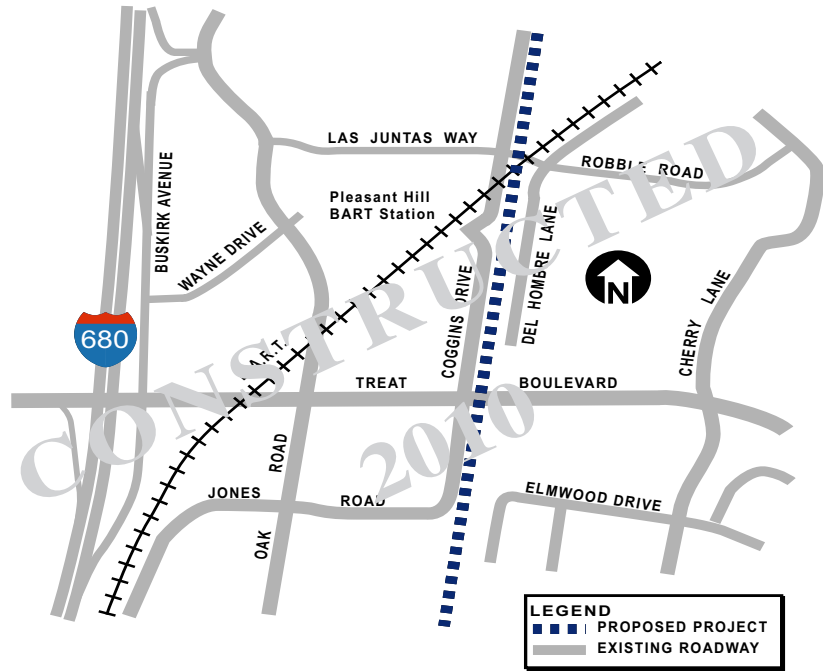 LAS JUNTAS WAY
ROBBLE ROAD
BUSKIRK AVENUE
Pleasant Hill
BART Station
WAYNE DRIVE
DEL HOMBRE LANE
N
COGGINS DRIVE
CHERRY LANE
680
A.R.T.
TREAT BOULEVARD
CONSTRUCTED
2010
OAK ROAD
JONES ROAD
ELMWOOD DRIVE
LEGEND
PROPOSED PROJECT
EXISTING ROADWAY